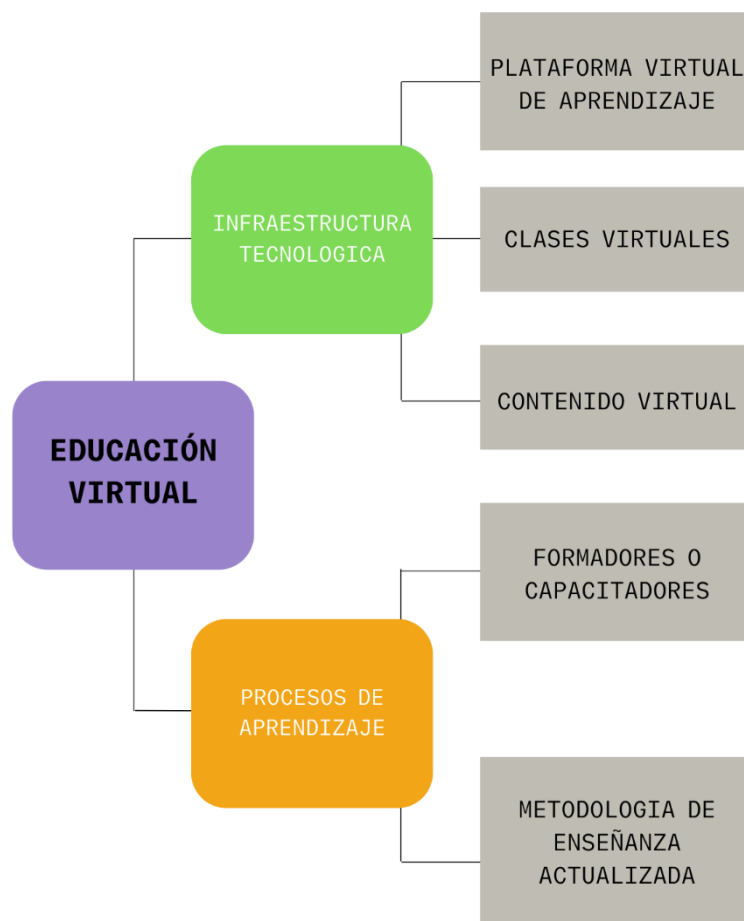 EDUCACIÓN
VIRTUAL
INFRAESTRUCTURA
TECNOLOGICA
PLATAFORMA VIRTUAL
DE APRENDIZAJE
CLASES VIRTUALES
CONTENIDO VIRTUAL
PROCESOS DE
APRENDIZAJE
FORMADORES O
CAPACITADORES
METODOLOGIA DE
ENSEÑANZA
ACTUALIZADA